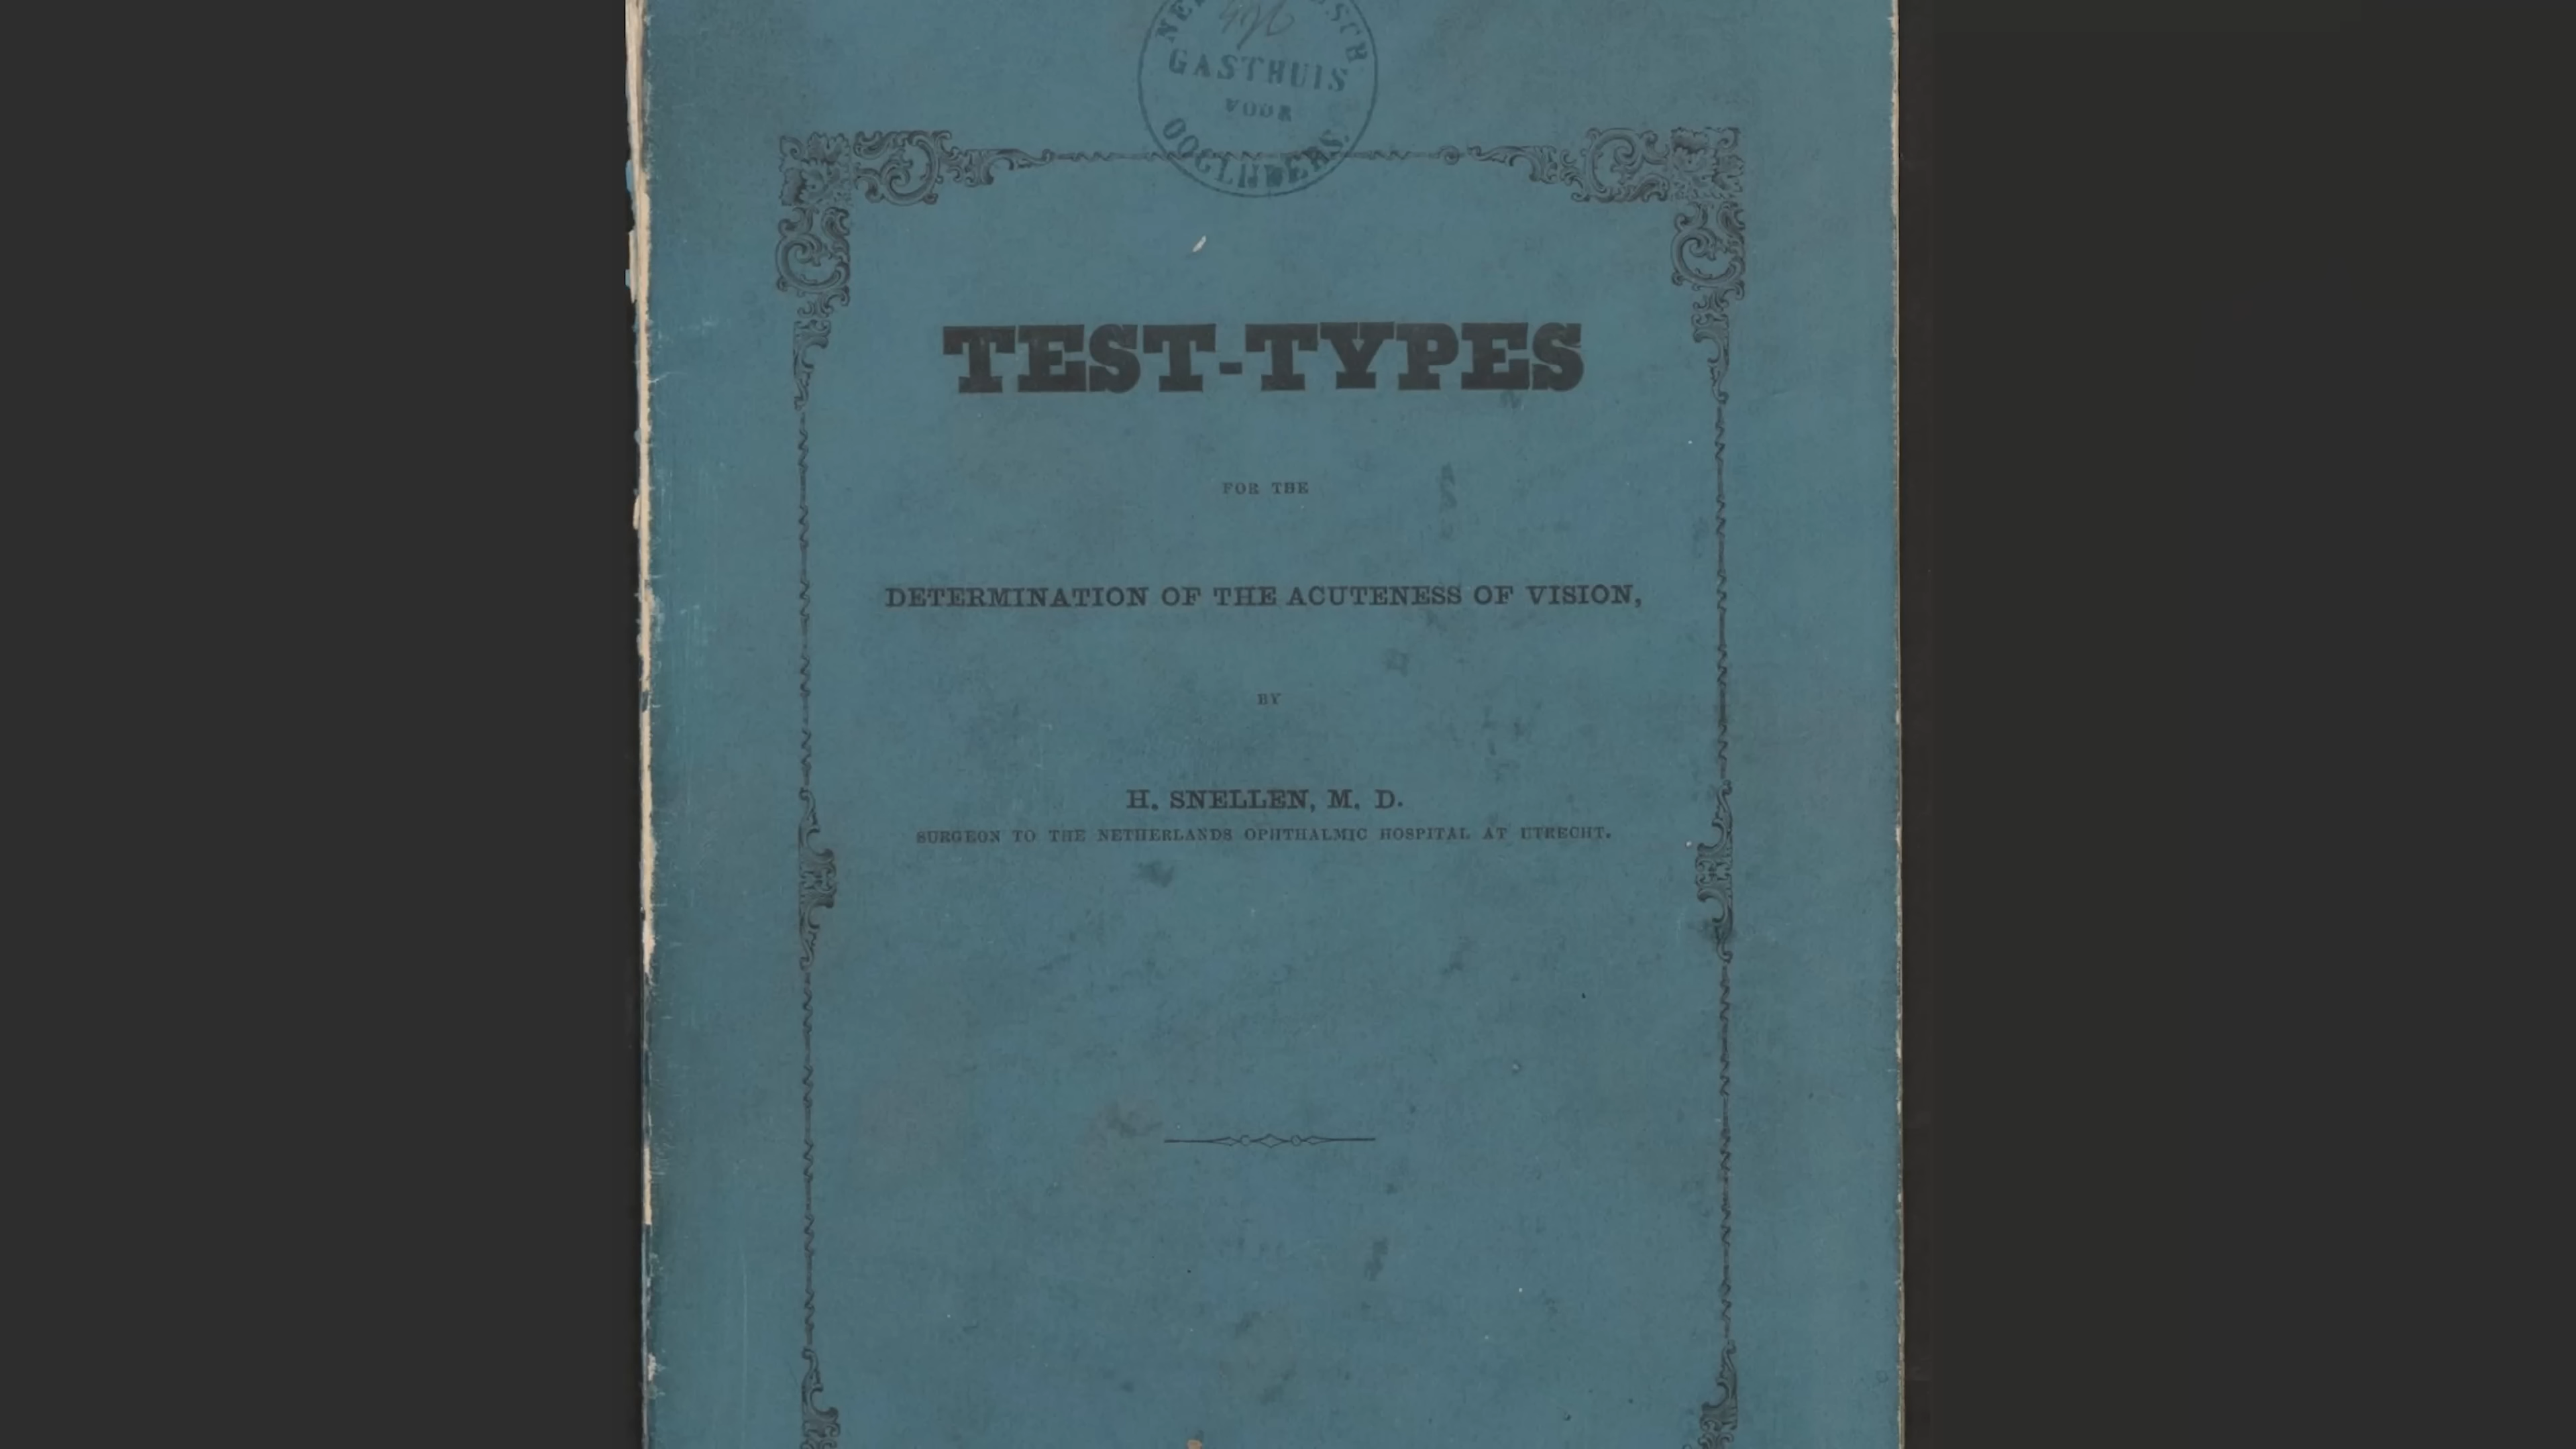 GASTHUIS
VOOR
OOGLIJDERS.
TEST-TYPES
FOR THE
DETERMINATION OF THE ACUTENESS OF VISION,
BY
H. SNELLEN, M. D.
SURGEON TO THE NETHERLANDS OPHTHALMIC HOSPITAL AT UTRECHT.